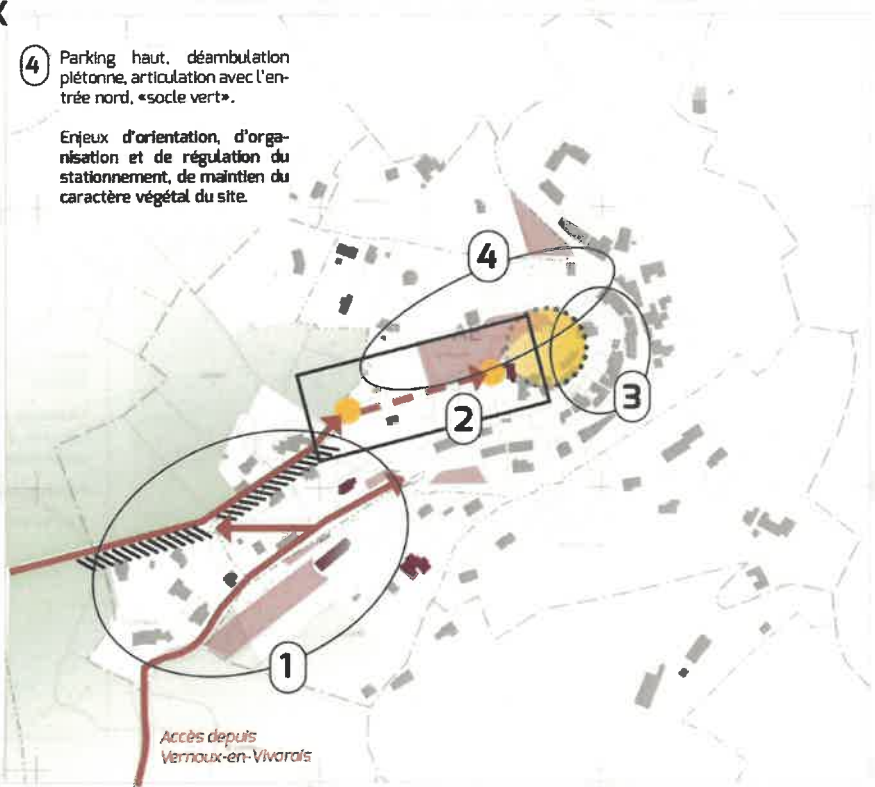 X
4 Parking haut, déambulation
piétonne, articulation avec l'en-
trée nord, «socle vert».
Enjeux d'orientation, d'orga-
nisation et de régulation du
stationnement, de maintien du
caractère végétal du site.
4
3
2
1
Accès depuis
Vernoux-en-Vivarais